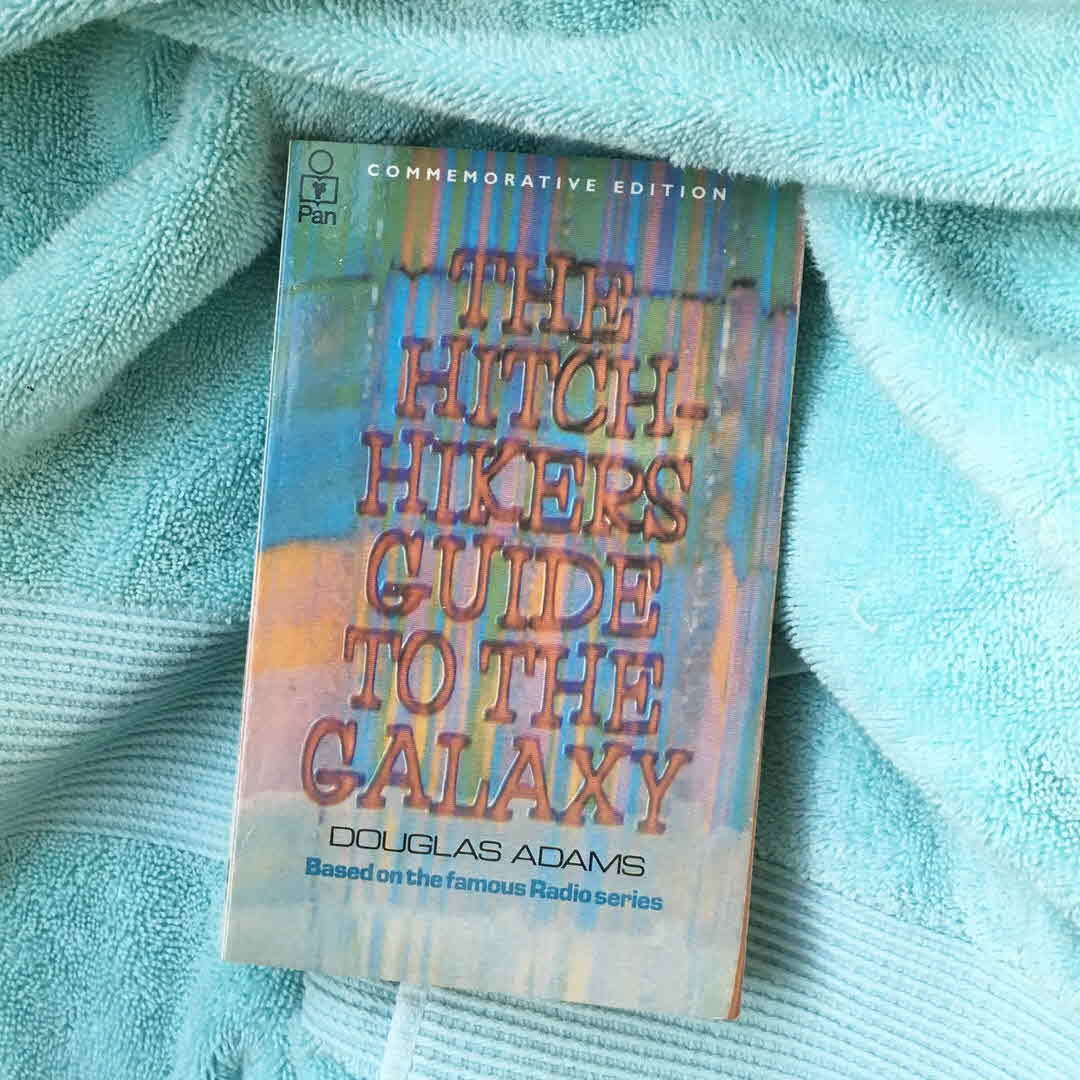 COMMEMORATIVE EDITION
Pan
THE
HITCH-
HIKERS
GUIDE
TO THE
GALAXY
DOUGLAS ADAMS
Based on the famous Radio series